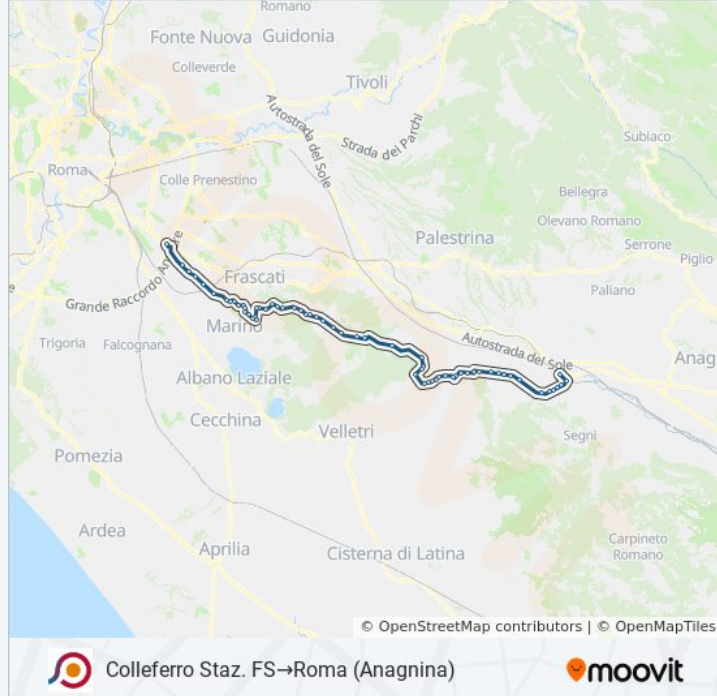 Romano
Fonte Nuova Guidonia
Colleverde
Tivoli
Autostrada del Sole
Strada dei Parchi
Subiaco
Roma
Colle Prenestino
Bellegra
Olevano Romano
Palestrina
Serrone
Piglio
Frascati
Grande Raccordo Anulare
Paliano
Marino
Trigoria
Falcognana
Autostrada del Sole
Anag
Albano Laziale
Cecchina
Velletri
Segni
Pomezia
Ardea
Aprilia
Cisterna di Latina
Carpineto
Romano
© OpenStreetMap contributors | © OpenMapTiles
Colleferro Staz. FS→Roma (Anagnina)
moovit